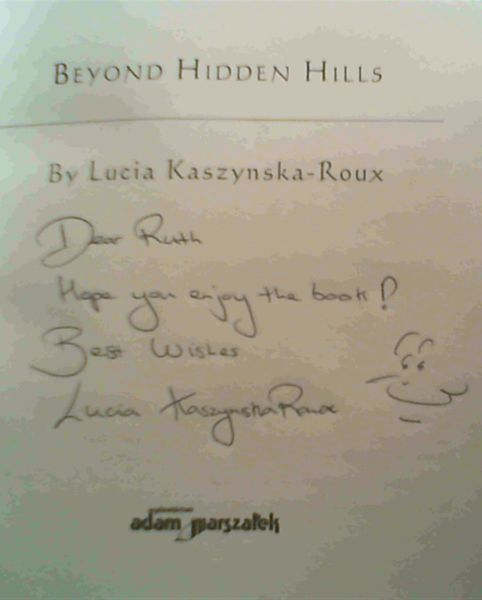 BEYOND HIDDEN HILLS
By Lucia Kaszynska-Roux
Dear Ruth
Hope you enjoy the book!
Best Wishes
Lucia Kaszynska Roux
adam marszałek